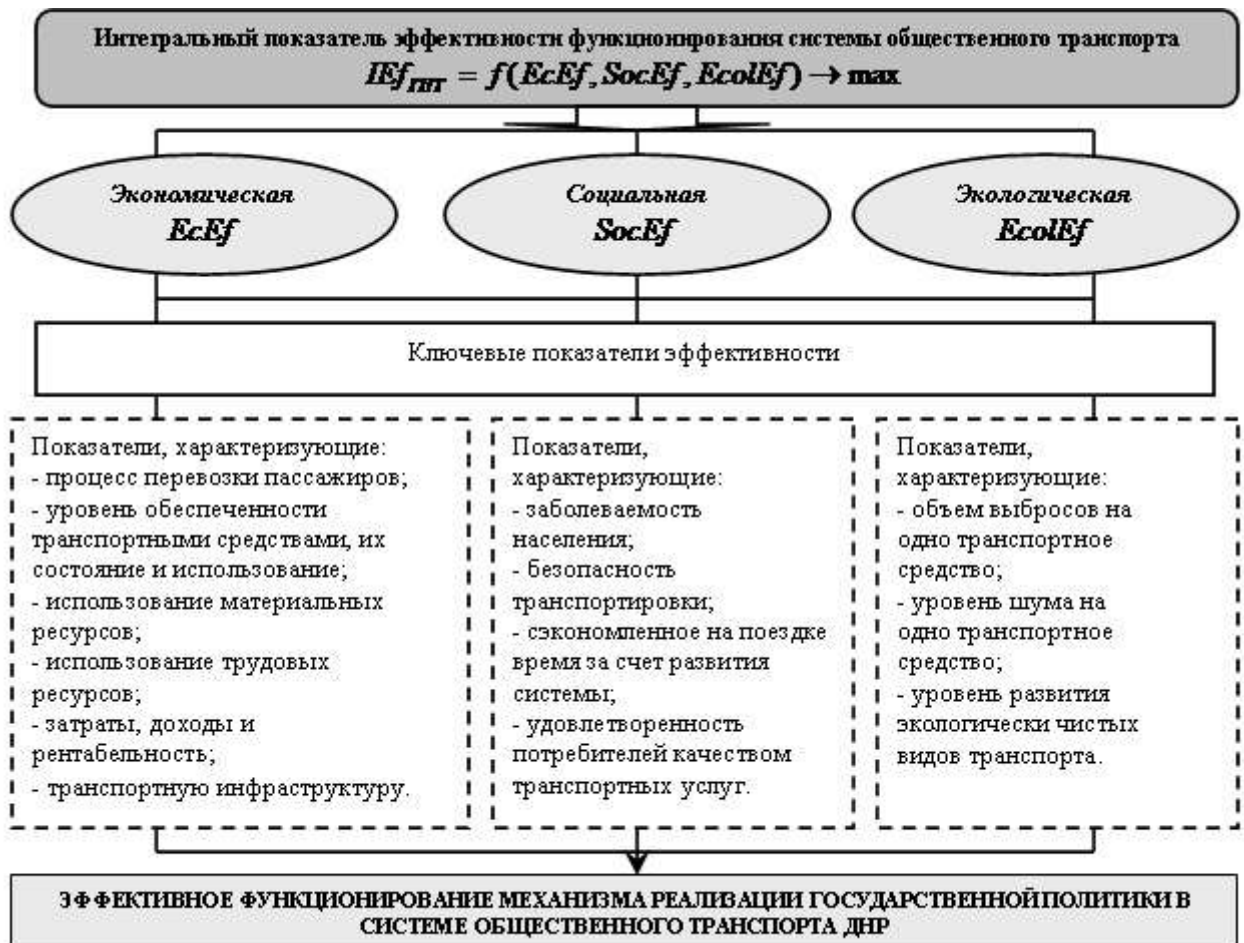 Интегральный показатель эффективности функционирования системы общественного транспорта
IEf_ГПТ = f(EcEf, SocEf, EcolEf) → max
Экономическая
EcEf
Социальная
SocEf
Экологическая
EcolEf
Ключевые показатели эффективности
Показатели, характеризующие:
- процесс перевозки пассажиров;
- уровень обеспеченности
транспортными средствами, их
состояние и использование;
- использование материальных
ресурсов;
- использование трудовых
ресурсов;
- затраты, доходы и
рентабельность;
- транспортную инфраструктуру.
Показатели,
характеризующие:
- заболеваемость
населения;
- безопасность
транспортировки;
- сэкономленное на поездке
время за счет развития
системы;
- удовлетворенность
потребителей качеством
транспортных услуг.
Показатели,
характеризующие:
- объем выбросов на
одно транспортное
средство;
- уровень шума на
одно транспортное
средство;
- уровень развития
экологически чистых
видов транспорта.
ЭФФЕКТИВНОЕ ФУНКЦИОНИРОВАНИЕ МЕХАНИЗМА РЕАЛИЗАЦИИ ГОСУДАРСТВЕННОЙ ПОЛИТИКИ В
СИСТЕМЕ ОБЩЕСТВЕННОГО ТРАНСПОРТА ДНР